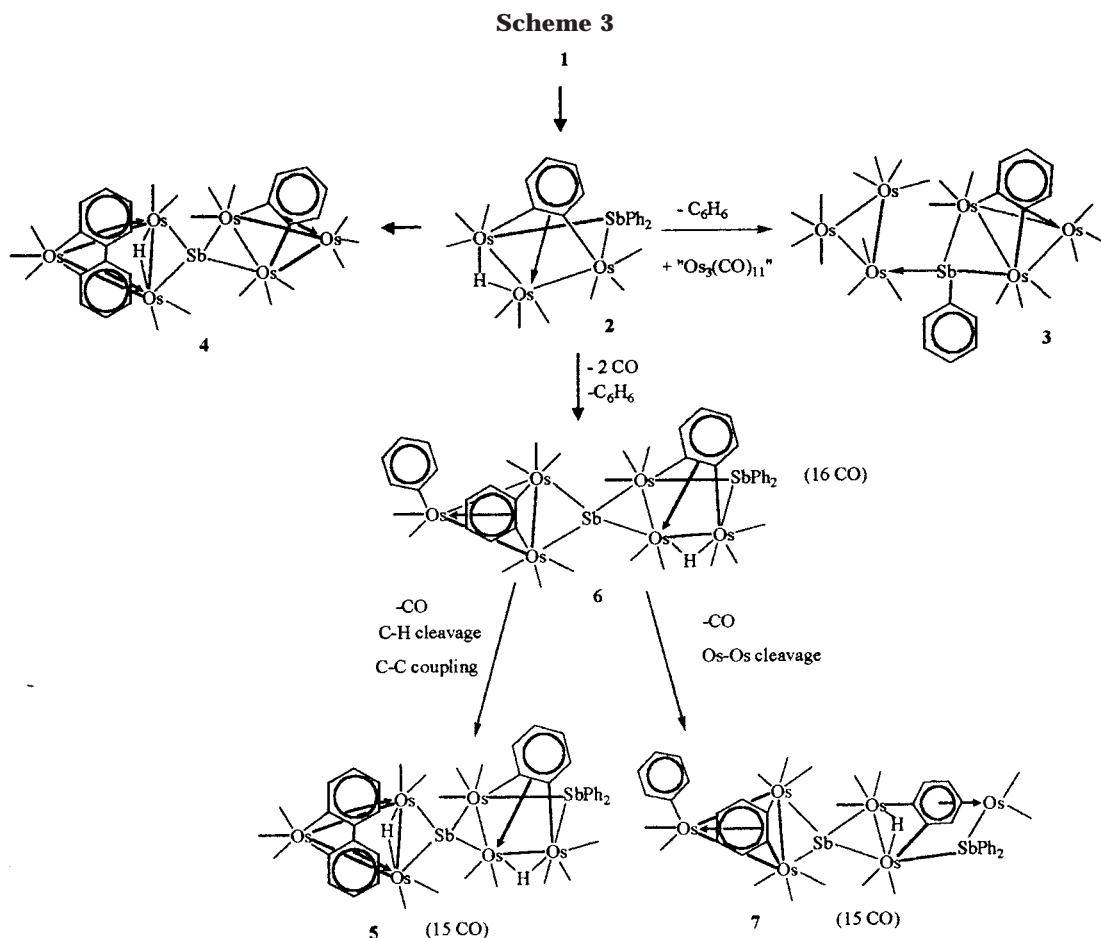 Scheme 3
1
Os
Os
H
Sb
Os
Os
Os
Os
4
Os
SbPh2
H
Os
Os
2
- C6H6
+ "Os3(CO)11"
Os
Os
Os
Os
Os
Sb
Os
3
- 2 CO
-C6H6
Os
Os
SbPh2
(16 CO)
Os
Sb
Os
Os
Os
H
6
-CO
C-H cleavage
C-C coupling
-CO
Os-Os cleavage
Os
Os
SbPh2
H
Os
Sb
Os
Os
Os
H
5
(15 CO)
Os
Os
Os
H
Os
Sb
Os
Os
SbPh2
7
(15 CO)